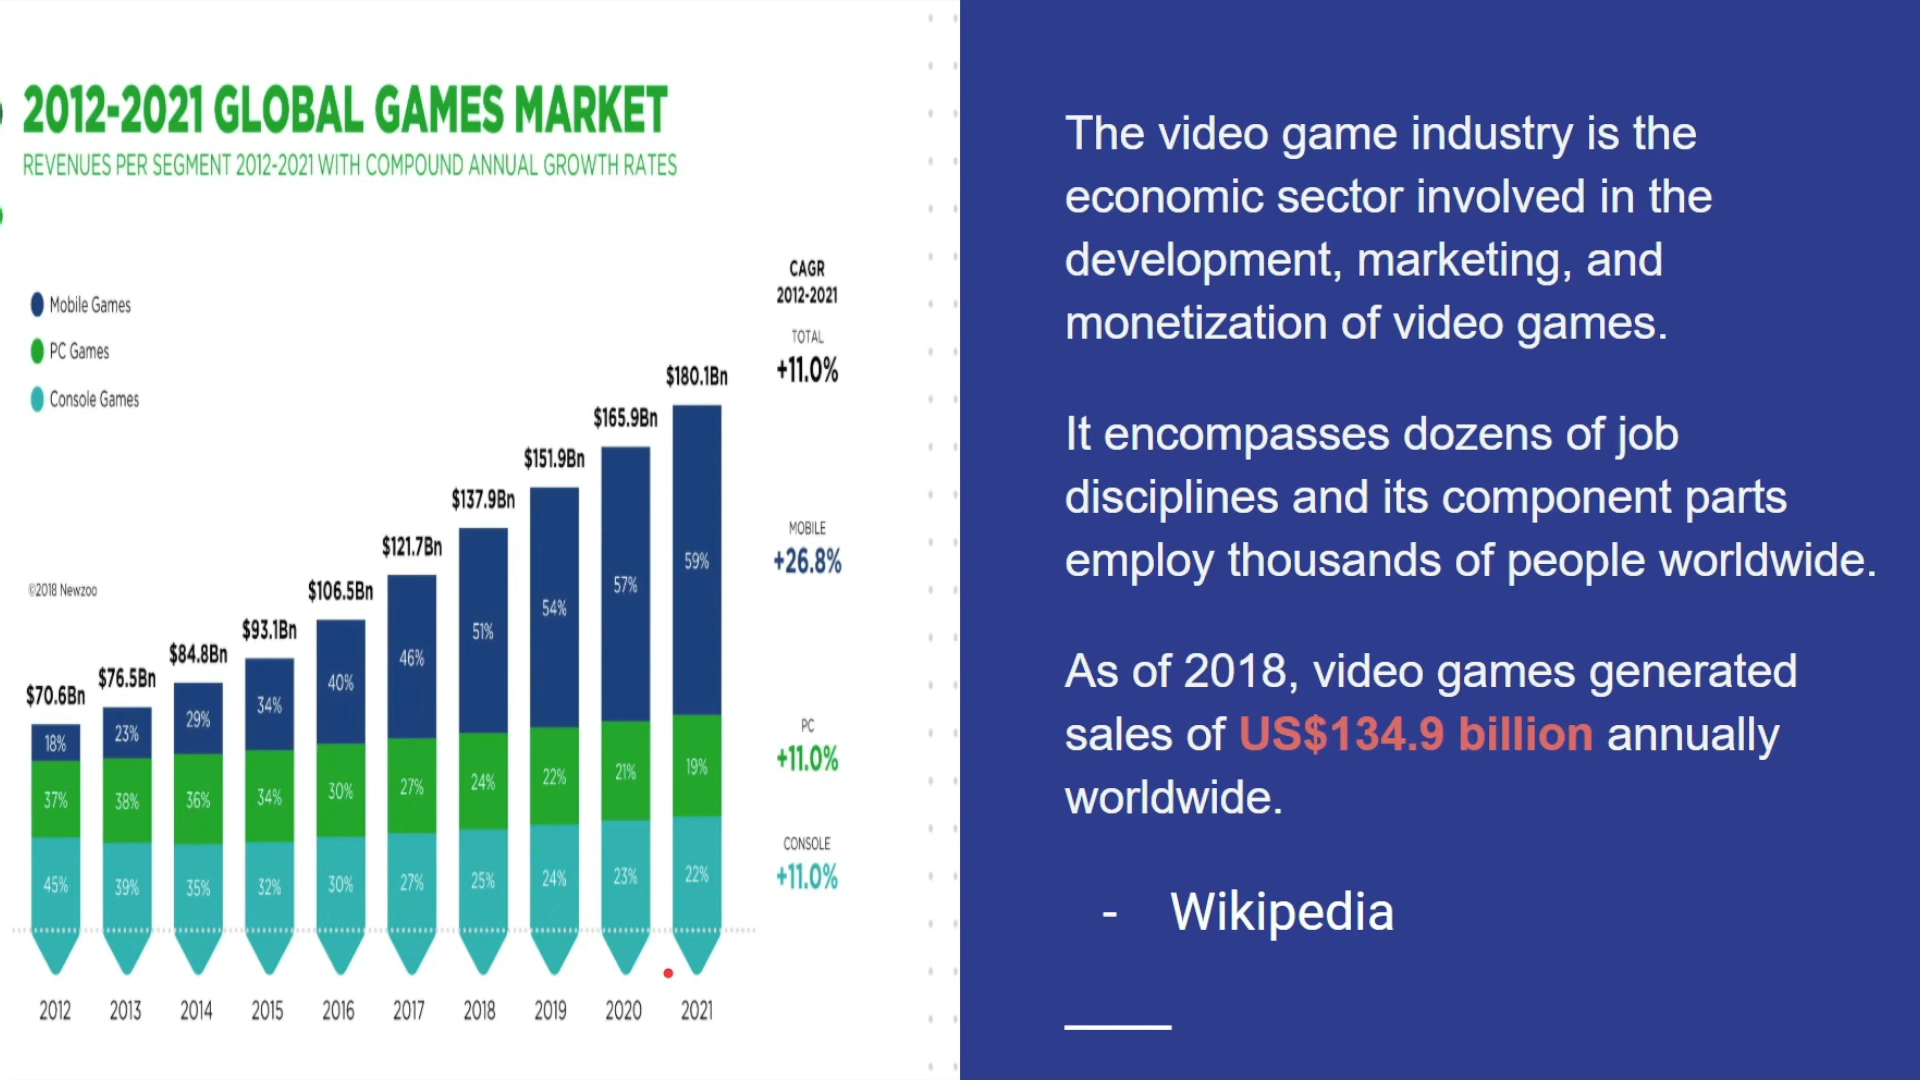 2012-2021 GLOBAL GAMES MARKET
REVENUES PER SEGMENT 2012-2021 WITH COMPOUND ANNUAL GROWTH RATES
Mobile Games
PC Games
Console Games
©2018 Newzoo
$70.6Bn
18%
37%
45%
2012
$76.5Bn
23%
38%
39%
2013
$84.8Bn
29%
36%
35%
2014
$93.1Bn
34%
34%
32%
2015
$106.5Bn
40%
30%
30%
2016
$121.7Bn
46%
27%
27%
2017
$137.9Bn
51%
24%
25%
2018
$151.9Bn
54%
22%
24%
2019
$165.9Bn
57%
21%
23%
2020
$180.1Bn
59%
19%
22%
2021
CAGR
2012-2021
TOTAL
+11.0%
MOBILE
+26.8%
PC
+11.0%
CONSOLE
+11.0%
The video game industry is the
economic sector involved in the
development, marketing, and
monetization of video games.
It encompasses dozens of job
disciplines and its component parts
employ thousands of people worldwide.
As of 2018, video games generated
sales of US$134.9 billion annually
worldwide.
- Wikipedia